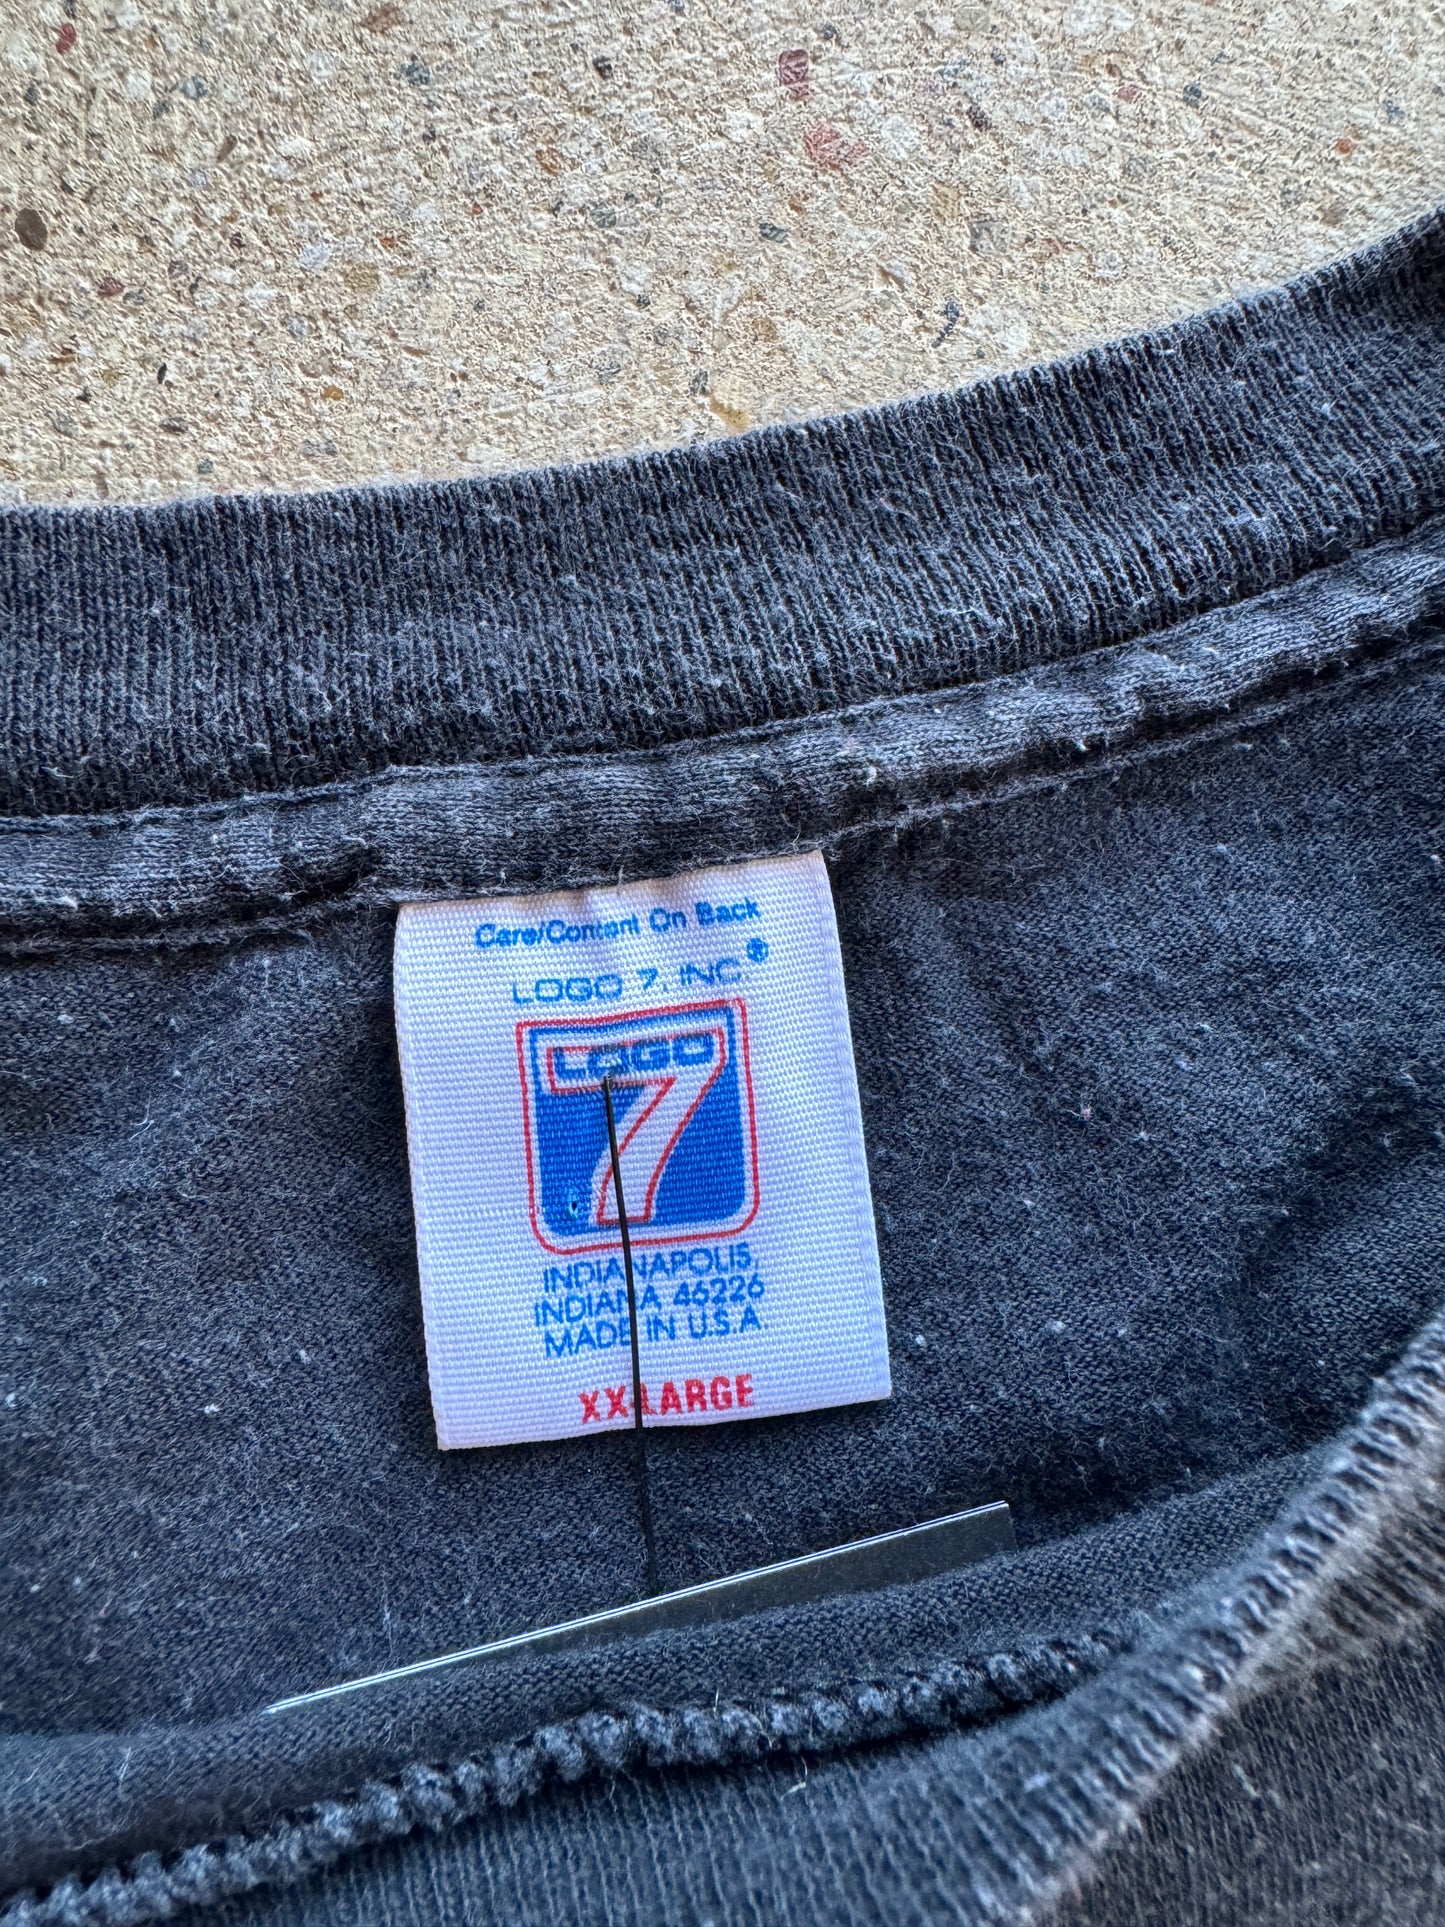 Care/Content On Back
LOGO 7, INC.®
LOGO
7
INDIANAPOLIS,
INDIANA 46226
MADE IN U.S.A.
XX-LARGE